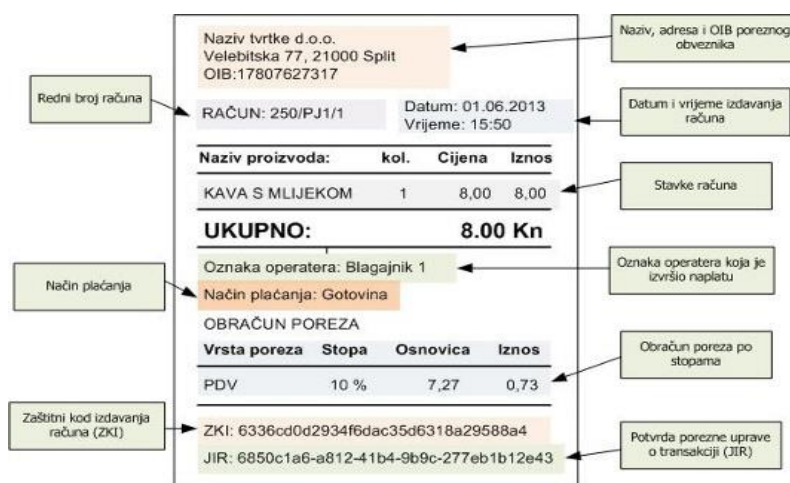 Naziv tvrtke d.o.o.
Velebitska 77, 21000 Split
OIB:17807627317
Naziv, adresa i OIB poreznog
obveznika
Redni broj računa
RAČUN: 250/PJ1/1
Datum: 01.06.2013
Vrijeme: 15:50
Datum i vrijeme izdavanja
računa
Naziv proizvoda: kol. Cijena Iznos
KAVA S MLIJEKOM 1 8,00 8,00
Stavke računa
UKUPNO: 8.00 Kn
Oznaka operatera: Blagajnik 1
Oznaka operatera koja je
izvršio naplatu
Način plaćanja
Način plaćanja: Gotovina
OBRAČUN POREZA
Vrsta poreza Stopa Osnovica Iznos
PDV 10 % 7,27 0,73
Obračun poreza po
stopama
Zaštitni kod izdavanja
računa (ZKI)
ZKI: 6336cd0d2934f6dac35d6318a29588a4
JIR: 6850c1a6-a812-41b4-9b9c-277eb1b12e43
Potvrda porezne uprave
o transakciji (JIR)